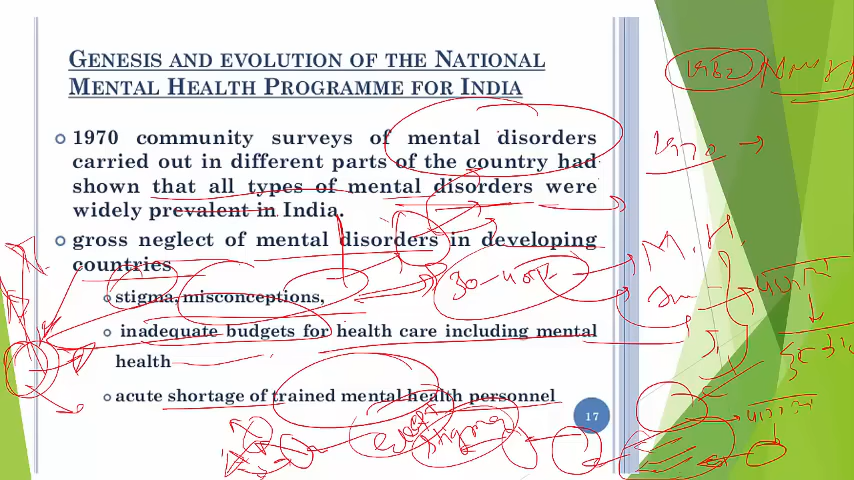 GENESIS AND EVOLUTION OF THE NATIONAL
MENTAL HEALTH PROGRAMME FOR INDIA
1970 community surveys of mental disorders
carried out in different parts of the country had
shown that all types of mental disorders were
widely prevalent in India.
gross neglect of mental disorders in developing
countries
stigma, misconceptions,
inadequate budgets for health care including mental
health
acute shortage of trained mental health personnel
17
1982
M.H.